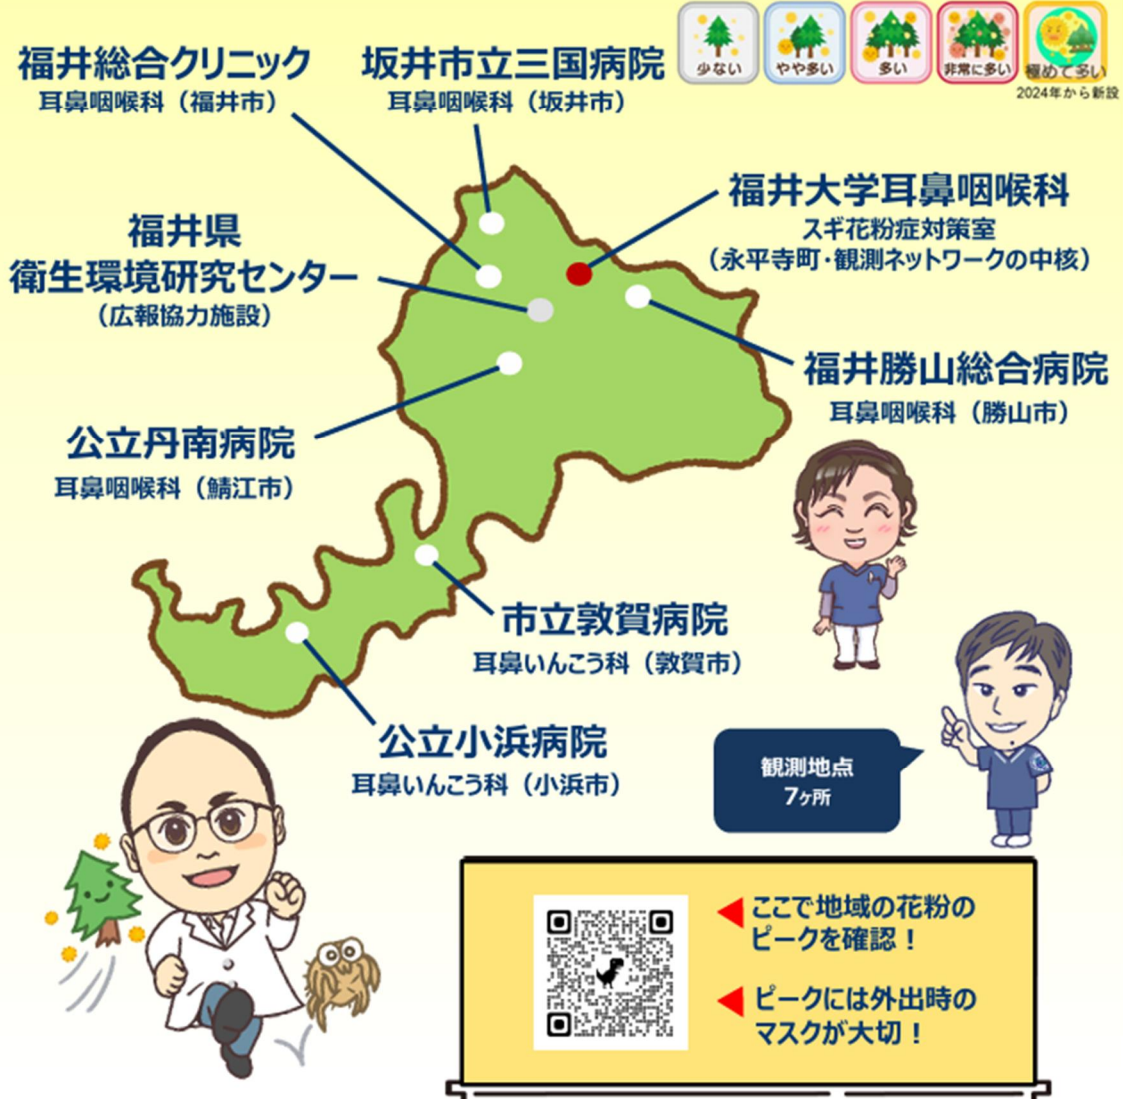 少ない
やや多い
多い
非常に多い
極めて多い
2024年から新設
福井総合クリニック
耳鼻咽喉科（福井市）
坂井市立三国病院
耳鼻咽喉科（坂井市）
福井大学耳鼻咽喉科
スギ花粉症対策室
（永平寺町・観測ネットワークの中核）
福井県
衛生環境研究センター
（広報協力施設）
福井勝山総合病院
耳鼻咽喉科（勝山市）
公立丹南病院
耳鼻咽喉科（鯖江市）
市立敦賀病院
耳鼻いんこう科（敦賀市）
公立小浜病院
耳鼻いんこう科（小浜市）
観測地点
7ヶ所
ここで地域の花粉の
ピークを確認！
ピークには外出時の
マスクが大切！